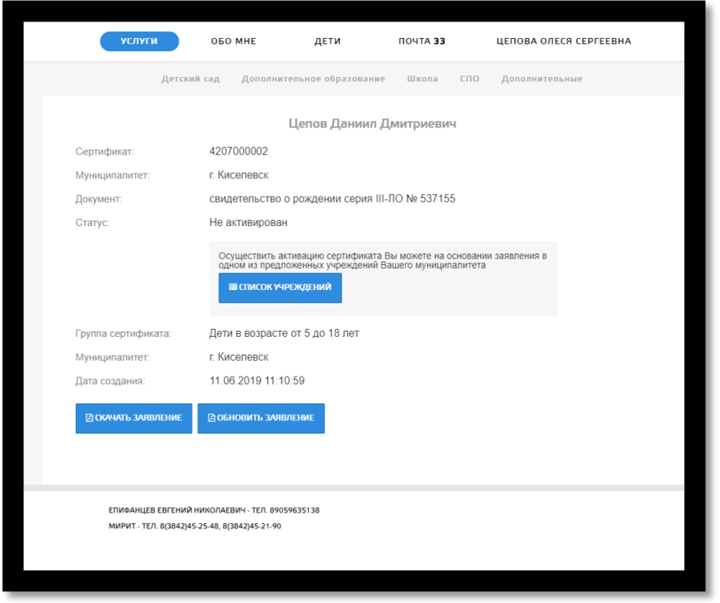 УСЛУГИ ОБО МНЕ ДЕТИ ПОЧТА 33 ЦЕПОВА ОЛЕСЯ СЕРГЕЕВНА
Детский сад Дополнительное образование Школа СПО Дополнительные
Цепов Даниил Дмитриевич
Сертификат: 4207000002
Муниципалитет: г. Киселевск
Документ: свидетельство о рождении серия III-ЛО № 537155
Статус: Не активирован
Осуществить активацию сертификата Вы можете на основании заявления в
одном из предложенных учреждений Вашего муниципалитета
СПИСОК УЧРЕЖДЕНИЙ
Группа сертификата: Дети в возрасте от 5 до 18 лет
Муниципалитет: г. Киселевск
Дата создания: 11.06.2019 11:10:59
СКАЧАТЬ ЗАЯВЛЕНИЕ ОБНОВИТЬ ЗАЯВЛЕНИЕ
ЕПИФАНЦЕВ ЕВГЕНИЙ НИКОЛАЕВИЧ - ТЕЛ. 89059635138
МИРИТ - ТЕЛ. 8(3842)45-25-48, 8(3842)45-21-90